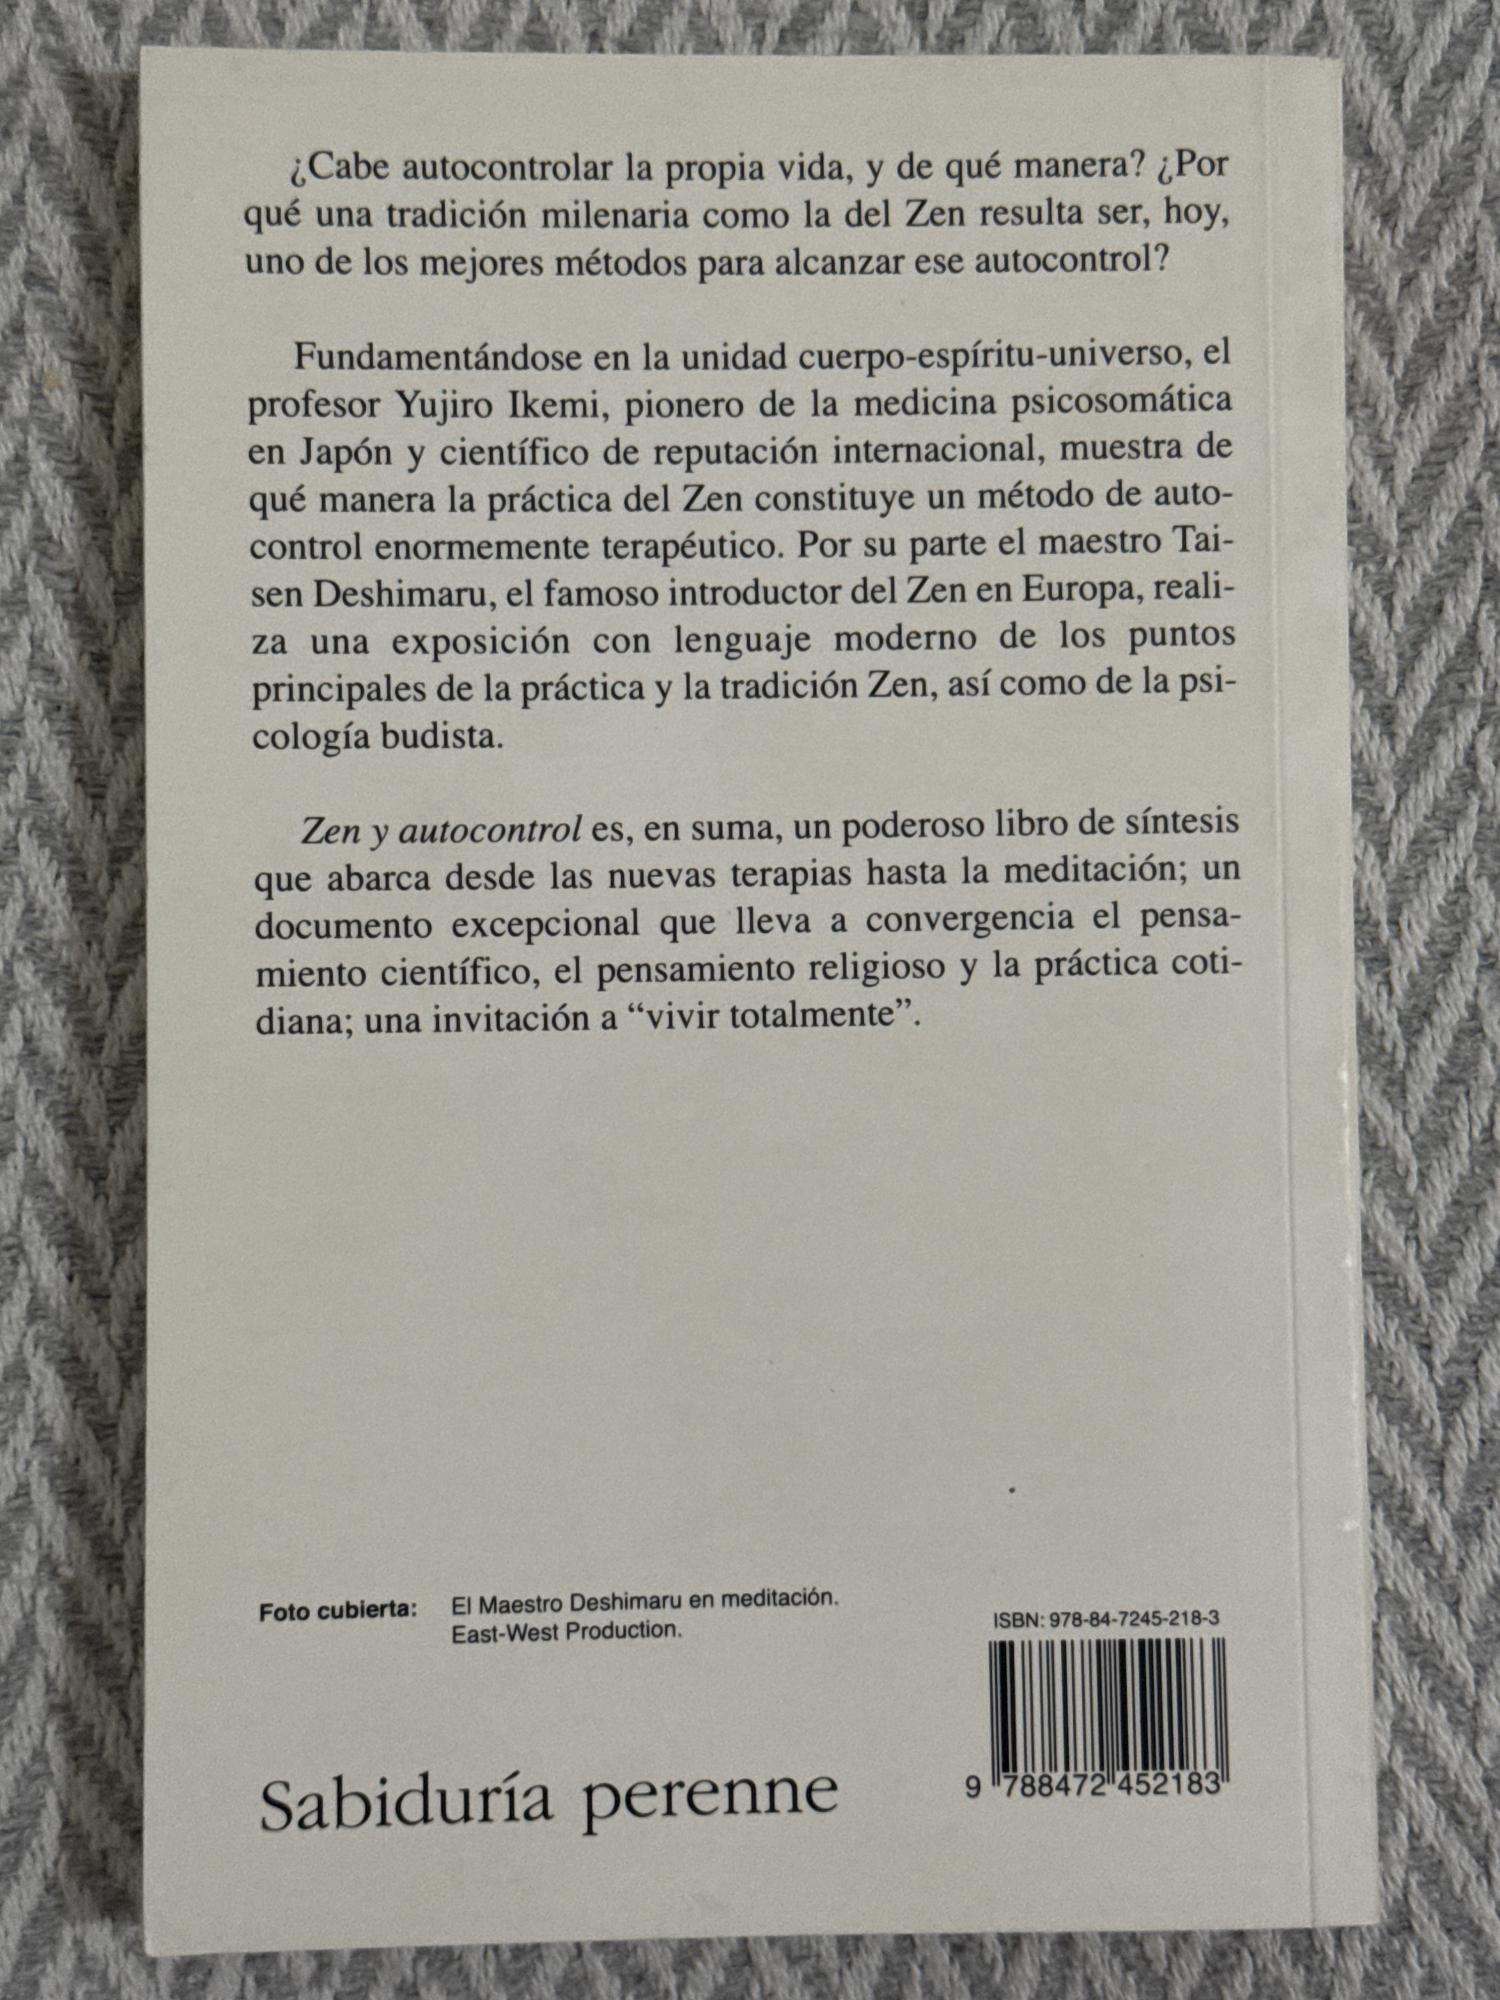 ¿Cabe autocontrolar la propia vida, y de qué manera? ¿Por
qué una tradición milenaria como la del Zen resulta ser, hoy,
uno de los mejores métodos para alcanzar ese autocontrol?
Fundamentándose en la unidad cuerpo-espíritu-universo, el
profesor Yujiro Ikemi, pionero de la medicina psicosomática
en Japón y científico de reputación internacional, muestra de
qué manera la práctica del Zen constituye un método de auto-
control enormemente terapéutico. Por su parte el maestro Tai-
sen Deshimaru, el famoso introductor del Zen en Europa, reali-
za una exposición con lenguaje moderno de los puntos
principales de la práctica y la tradición Zen, así como de la psi-
cología budista.
Zen y autocontrol es, en suma, un poderoso libro de síntesis
que abarca desde las nuevas terapias hasta la meditación; un
documento excepcional que lleva a convergencia el pensa-
miento científico, el pensamiento religioso y la práctica coti-
diana; una invitación a “vivir totalmente”.
Foto cubierta: El Maestro Deshimaru en meditación.
East-West Production.
ISBN: 978-84-7245-218-3
9 788472 452183
Sabiduría perenne